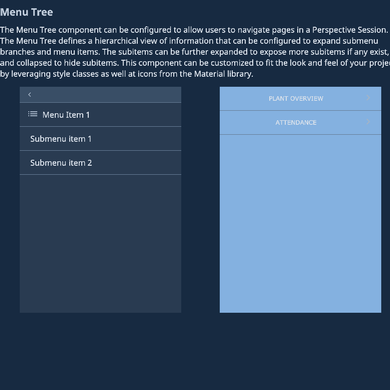 Menu Tree
The Menu Tree component can be configured to allow users to navigate pages in a Perspective Session.
The Menu Tree defines a hierarchical view of information that can be configured to expand submenu
branches and menu items. The subitems can be further expanded to expose more subitems if any exist,
and collapsed to hide subitems. This component can be customized to fit the look and feel of your proje
by leveraging style classes as well at icons from the Material library.
Menu Item 1
Submenu item 1
Submenu item 2
PLANT OVERVIEW
ATTENDANCE